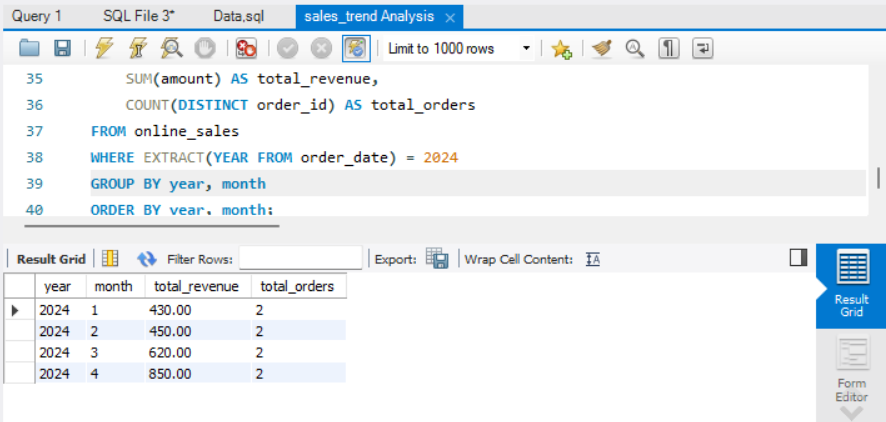 Query 1 SQL File 3* Data,sql sales_trend Analysis
Limit to 1000 rows
35 SUM(amount) AS total_revenue,
36 COUNT(DISTINCT order_id) AS total_orders
37 FROM online_sales
38 WHERE EXTRACT(YEAR FROM order_date) = 2024
39 GROUP BY year, month
40 ORDER BY year, month;
Result Grid Filter Rows: Export: Wrap Cell Content: IA
year month total_revenue total_orders
2024 1 430.00 2
2024 2 450.00 2
2024 3 620.00 2
2024 4 850.00 2
Result
Grid
Form
Editor